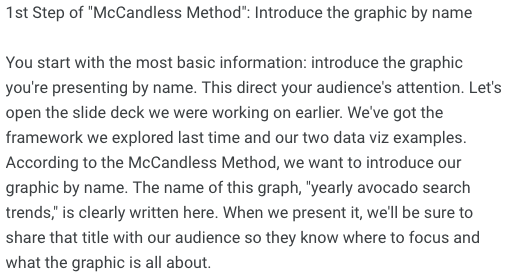 1st Step of "McCandless Method": Introduce the graphic by name
You start with the most basic information: introduce the graphic
you're presenting by name. This direct your audience's attention. Let's
open the slide deck we were working on earlier. We've got the
framework we explored last time and our two data viz examples.
According to the McCandless Method, we want to introduce our
graphic by name. The name of this graph, "yearly avocado search
trends," is clearly written here. When we present it, we'll be sure to
share that title with our audience so they know where to focus and
what the graphic is all about.